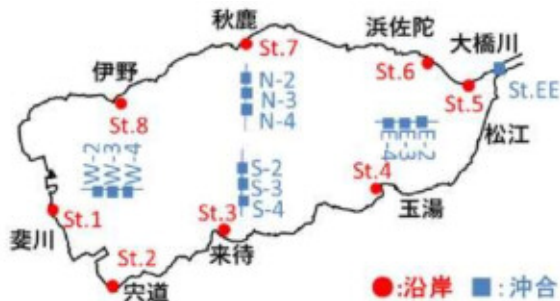 秋鹿
浜佐陀
大橋川
St.7
St.6
伊野
St.5
St.EE
N-2
N-3
N-4
St.8
松江
W-2
W-3
W-4
E-4
E-3
E-2
S-2
S-3
S-4
St.4
St.1
St.3
玉湯
斐川
来待
St.2
宍道
●:沿岸 ■:沖合